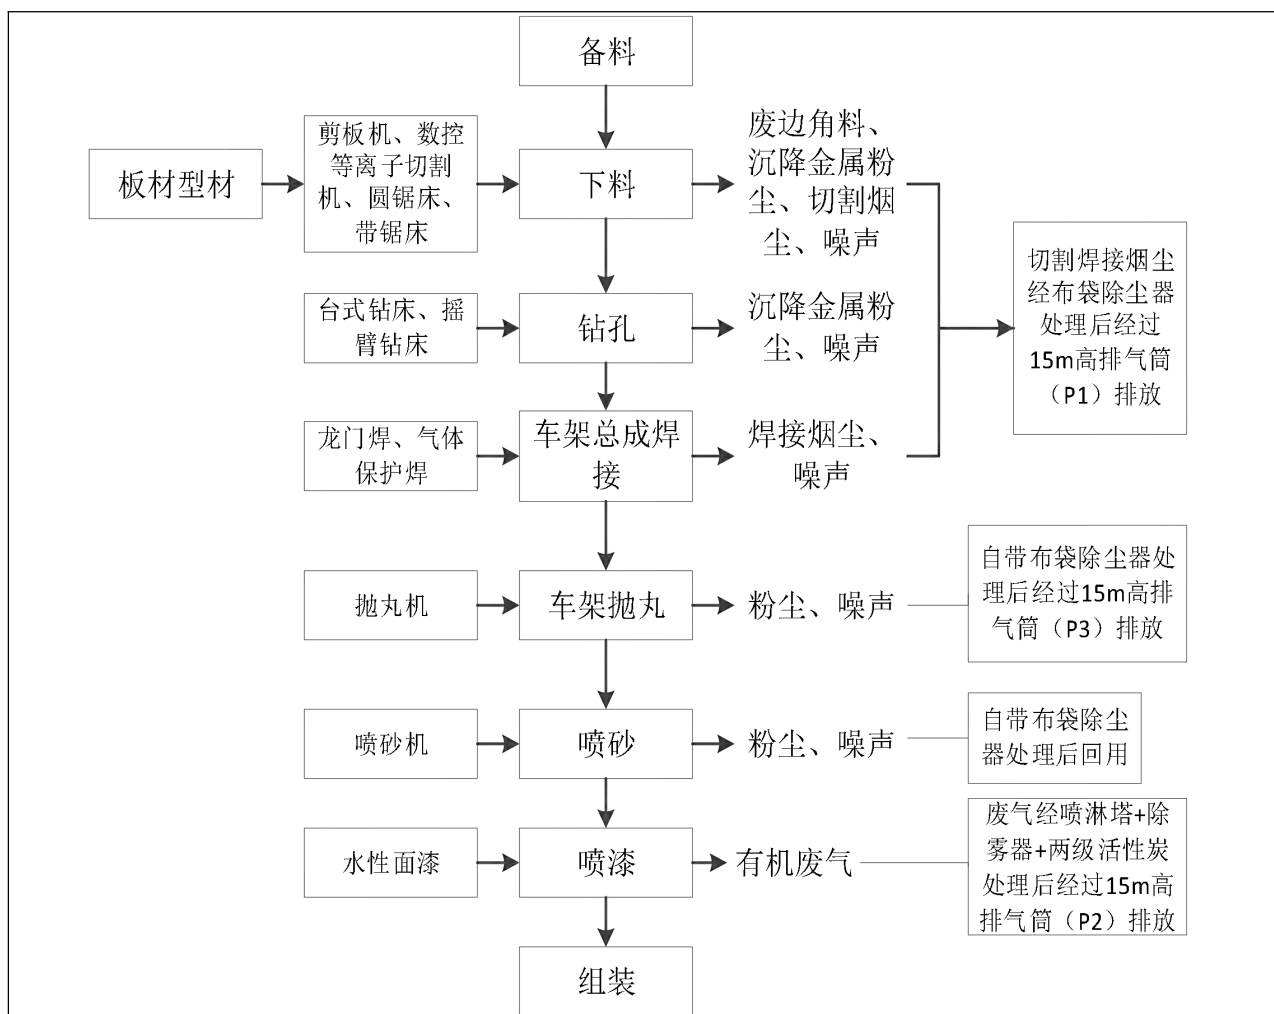 备料
板材型材
剪板机、数控
等离子切割
机、圆锯床、
带锯床
下料
废边角料、
沉降金属粉
尘、切割烟
尘、噪声
切割焊接烟尘
经布袋除尘器
处理后经过
15m高排气筒
（P1）排放
台式钻床、摇
臂钻床
钻孔
沉降金属粉
尘、噪声
龙门焊、气体
保护焊
车架总成焊
接
焊接烟尘、
噪声
抛丸机
车架抛丸
粉尘、噪声
自带布袋除尘器处
理后经过15m高排
气筒（P3）排放
喷砂机
喷砂
粉尘、噪声
自带布袋除尘
器处理后回用
水性面漆
喷漆
有机废气
废气经喷淋塔+除
雾器+两级活性炭
处理后经过15m高
排气筒（P2）排放
组装